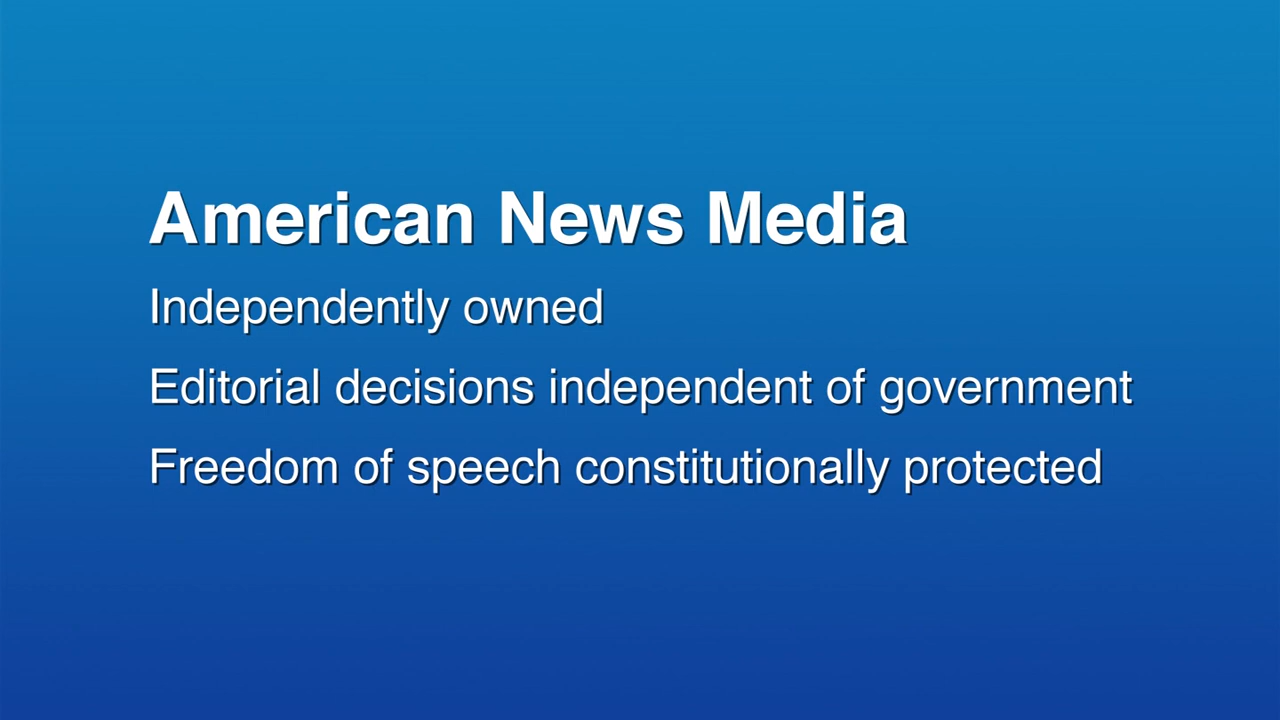 American News Media
Independently owned
Editorial decisions independent of government
Freedom of speech constitutionally protected